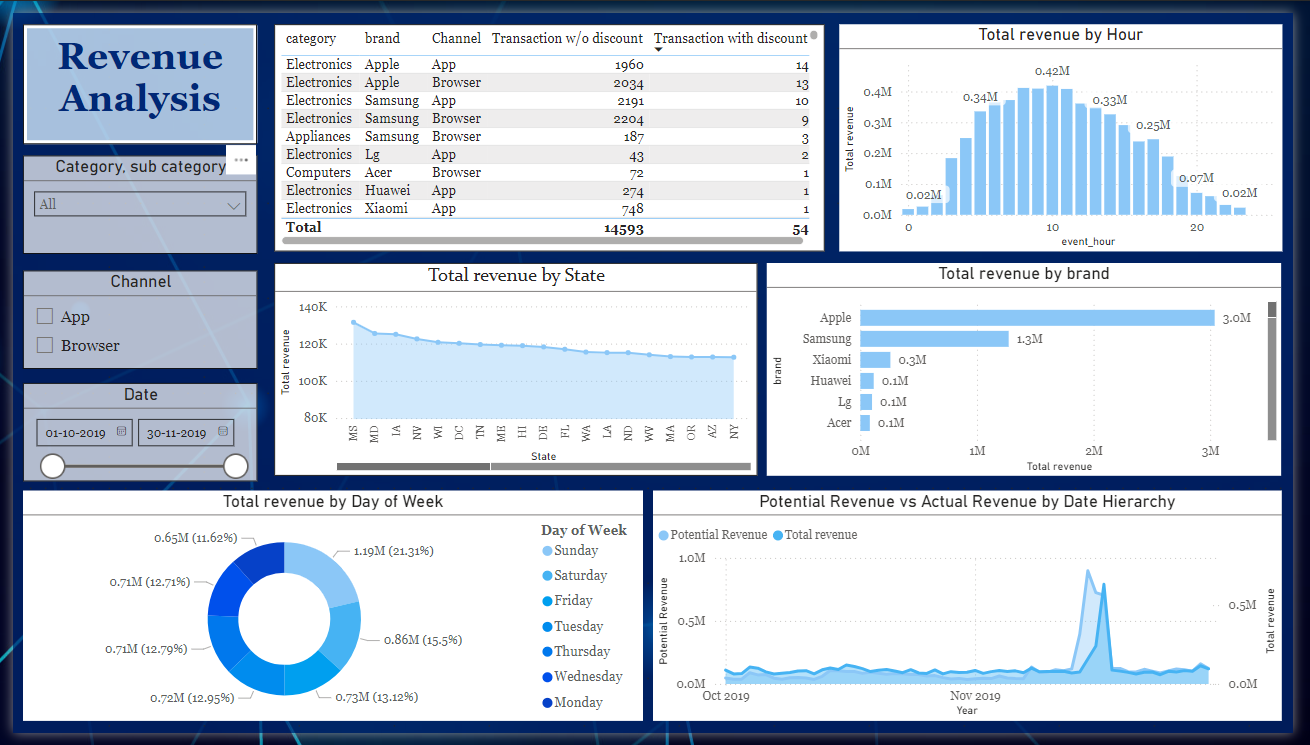 Revenue
Analysis
Category, sub category
All
Channel
App
Browser
Date
01-10-2019 30-11-2019
category brand Channel Transaction w/o discount Transaction with discount
Electronics Apple App 1960 14
Electronics Apple Browser 2034 13
Electronics Samsung App 2191 10
Electronics Samsung Browser 2204 9
Appliances Samsung Browser 187 3
Electronics Lg App 43 2
Computers Acer Browser 72 1
Electronics Huawei App 274 1
Electronics Xiaomi App 748 1
Total 14593 54
Total revenue by Hour
Total revenue
0.4M
0.3M
0.2M
0.1M
0.0M
0.02M
0.34M
0.42M
0.33M
0.25M
0.07M
0.02M
0 10 20
event_hour
Total revenue by State
Total revenue
140K
120K
100K
80K
MS MD IA NV WI DC TN ME HI DE FL WA LA ND WV MA OR AZ NY
State
Total revenue by brand
brand
Apple 3.0M
Samsung 1.3M
Xiaomi 0.3M
Huawei 0.1M
Lg 0.1M
Acer 0.1M
0M 1M 2M 3M
Total revenue
Total revenue by Day of Week
0.65M (11.62%)
1.19M (21.31%)
0.71M (12.71%)
0.86M (15.5%)
0.71M (12.79%)
0.72M (12.95%)
0.73M (13.12%)
Day of Week
Sunday
Saturday
Friday
Tuesday
Thursday
Wednesday
Monday
Potential Revenue vs Actual Revenue by Date Hierarchy
Potential Revenue Total revenue
Potential Revenue
1.0M
0.5M
0.0M
Total revenue
0.5M
0.0M
Oct 2019 Nov 2019
Year